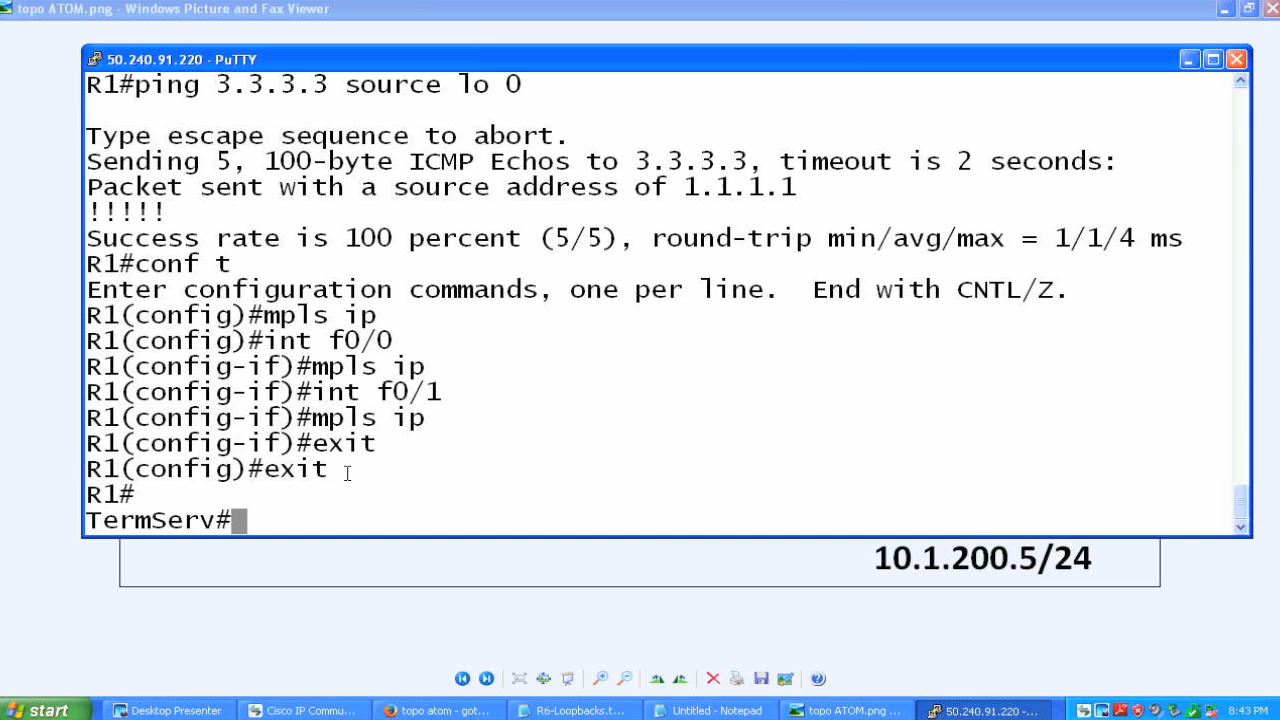 topo ATOM.png - Windows Picture and Fax Viewer
50.240.91.220 - PuTTY
R1#ping 3.3.3.3 source lo 0
Type escape sequence to abort.
Sending 5, 100-byte ICMP Echos to 3.3.3.3, timeout is 2 seconds:
Packet sent with a source address of 1.1.1.1
!!!!!
Success rate is 100 percent (5/5), round-trip min/avg/max = 1/1/4 ms
R1#conf t
Enter configuration commands, one per line.  End with CNTL/Z.
R1(config)#mpls ip
R1(config)#int f0/0
R1(config-if)#mpls ip
R1(config-if)#int f0/1
R1(config-if)#mpls ip
R1(config-if)#exit
R1(config)#exit
R1#
TermServ#
10.1.200.5/24
start
Desktop Presenter
Cisco IP Commu...
topo atom - got...
R6-Loopbacks.t...
Untitled - Notepad
topo ATOM.png ...
50.240.91.220 -...
8:43 PM